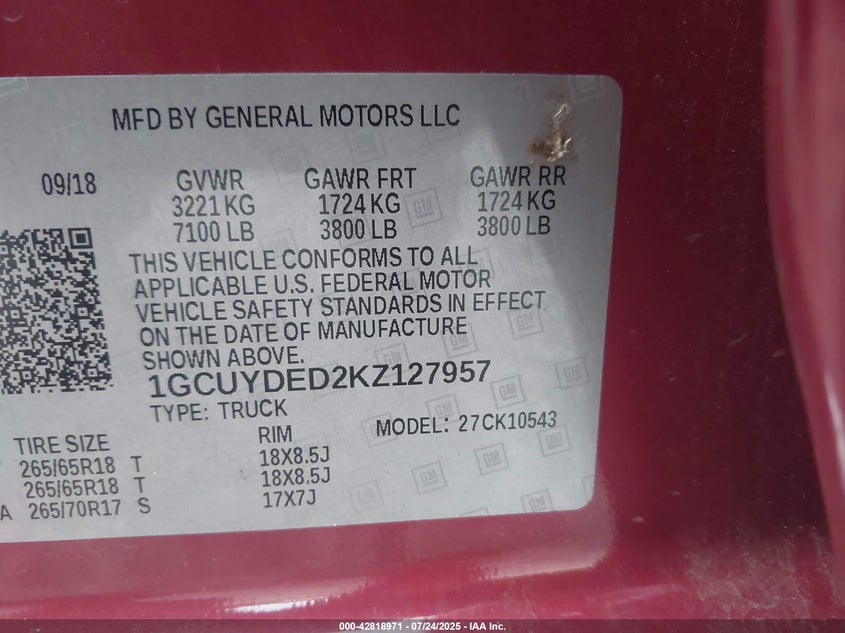 MFD BY GENERAL MOTORS LLC
09/18 GVWR GAWR FRT GAWR RR
3221 KG 1724 KG 1724 KG
7100 LB 3800 LB 3800 LB
THIS VEHICLE CONFORMS TO ALL
APPLICABLE U.S. FEDERAL MOTOR
VEHICLE SAFETY STANDARDS IN EFFECT
ON THE DATE OF MANUFACTURE
SHOWN ABOVE.
1GCUYDED2KZ127957
TYPE: TRUCK
MODEL: 27CK10543
TIRE SIZE RIM
265/65R18 T 18X8.5J
265/65R18 T 18X8.5J
A 265/70R17 S 17X7J
000-42818971 - 07/24/2025 - IAA Inc.